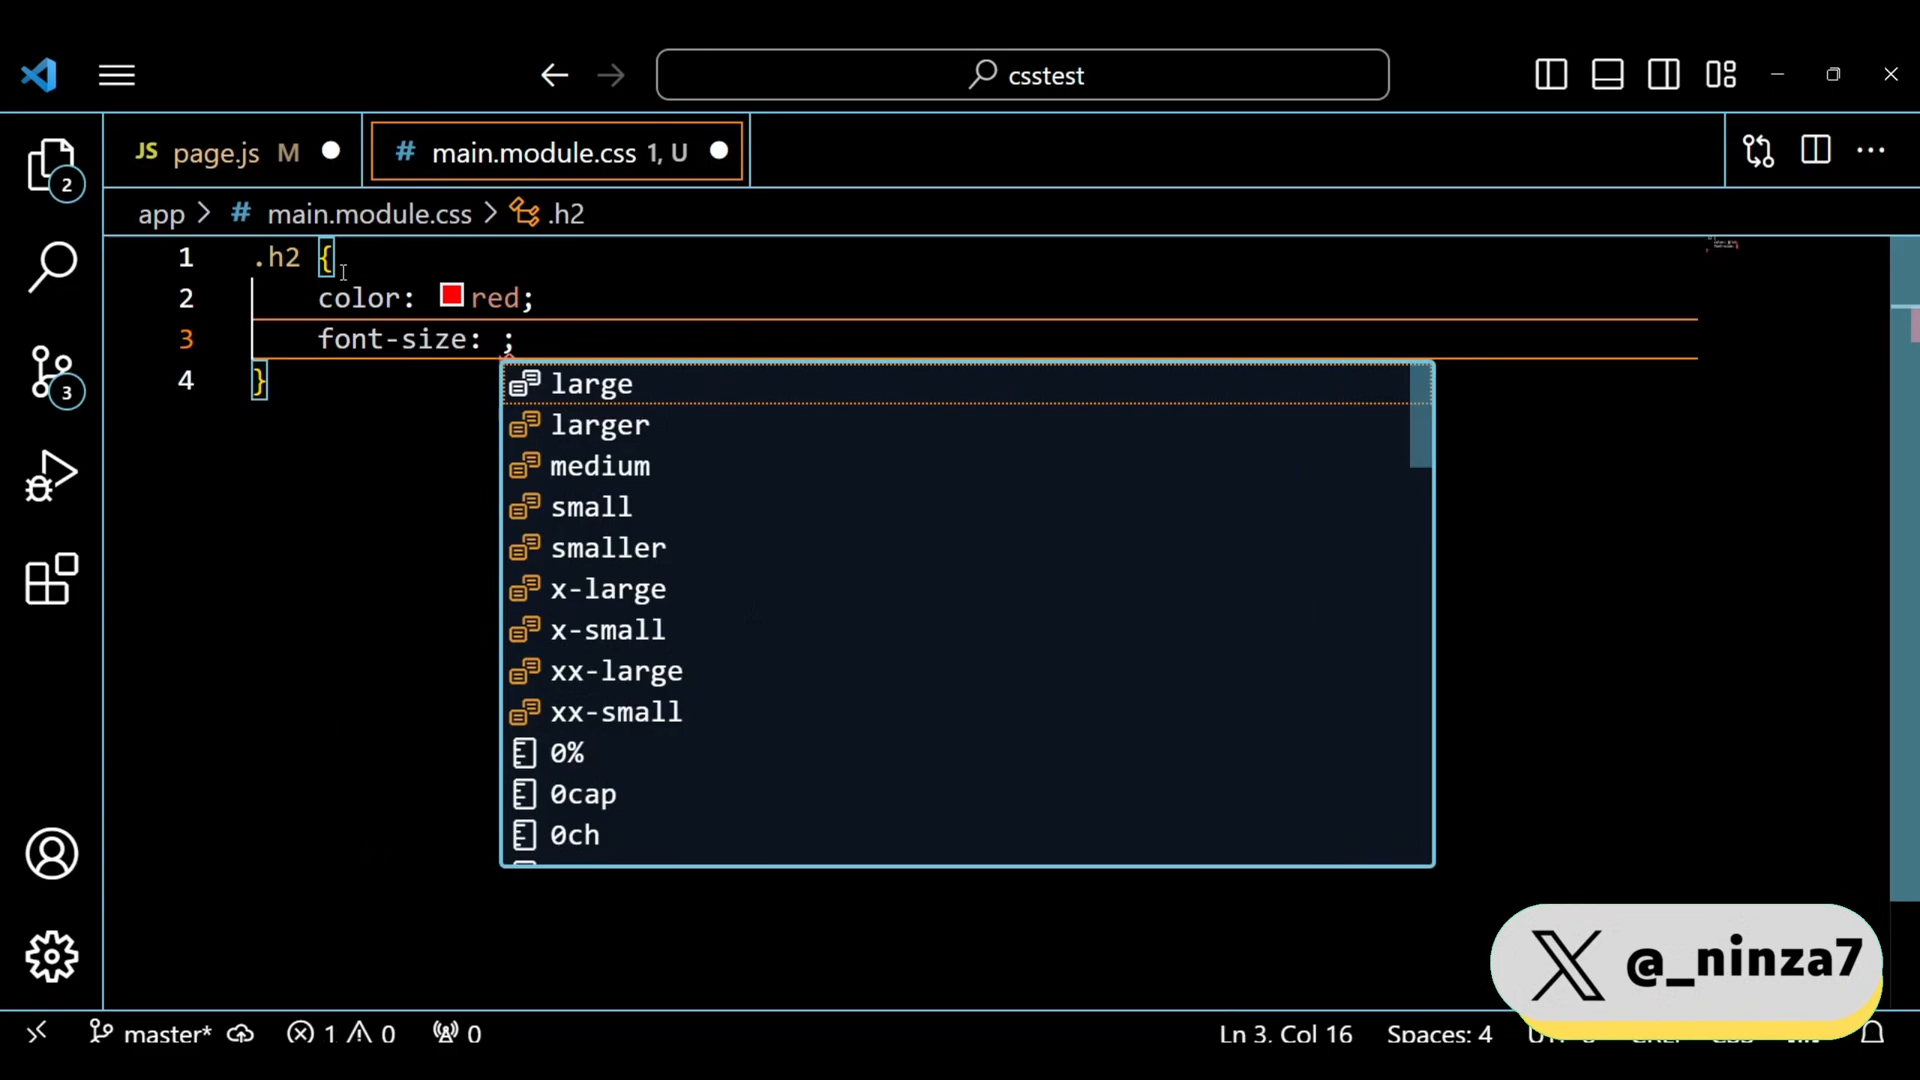 csstest
JS page.js M
# main.module.css 1, U
app > # main.module.css > .h2
2
1 .h2 {
2 color: red;
3 font-size: ;
4 }
3
large
larger
medium
small
smaller
x-large
x-small
xx-large
xx-small
0%
0cap
0ch
X @_ninza7
master* 1 0 0
Ln 3, Col 16 Spaces: 4